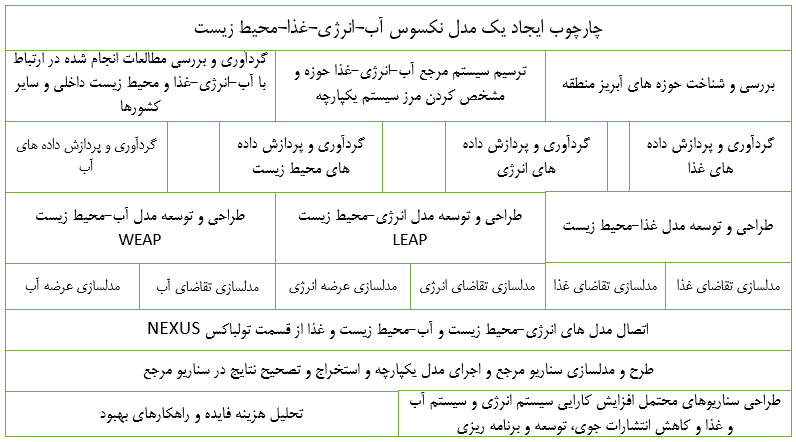 چارچوب ایجاد یک مدل نکسوس آب-انرژی-غذا-محیط زیست
بررسی و شناخت حوزه های آبریز منطقه
ترسیم سیستم مرجع آب-انرژی-غذا حوزه و
مشخص کردن مرز سیستم یکپارچه
گردآوری و بررسی مطالعات انجام شده در ارتباط
با آب-انرژی-غذا و محیط زیست داخلی و سایر
کشورها
گردآوری و پردازش داده
های غذا
گردآوری و پردازش داده
های انرژی
گردآوری و پردازش داده
های محیط زیست
گردآوری و پردازش داده های
آب
طراحی و توسعه مدل غذا-محیط زیست
طراحی و توسعه مدل انرژی-محیط زیست
LEAP
طراحی و توسعه مدل آب-محیط زیست
WEAP
مدلسازی تقاضای غذا
مدلسازی تقاضای غذا
مدلسازی تقاضای انرژی
مدلسازی عرضه انرژی
مدلسازی تقاضای آب
مدلسازی عرضه آب
اتصال مدل های انرژی-محیط زیست و آب-محیط زیست و غذا از قسمت تولباکس NEXUS
طرح و مدلسازی سناریو مرجع و اجرای مدل یکپارچه و استخراج و تصحیح نتایج در سناریو مرجع
طراحی سناریوهای محتمل افزایش کارایی سیستم انرژی و سیستم آب
و غذا و کاهش انتشارات جوی، توسعه و برنامه ریزی
تحلیل هزینه فایده و راهکارهای بهبود